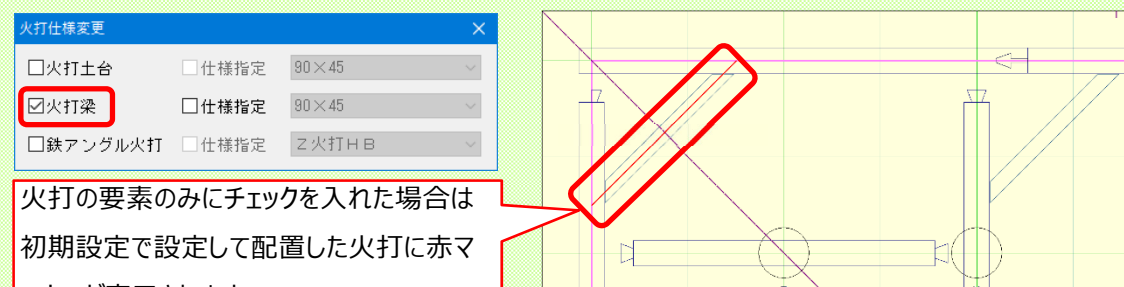 火打仕様変更
火打土台 仕様指定 90×45
火打梁 仕様指定 90×45
鉄アングル火打 仕様指定 Z火打HB
火打の要素のみにチェックを入れた場合は
初期設定で設定して配置した火打に赤マ